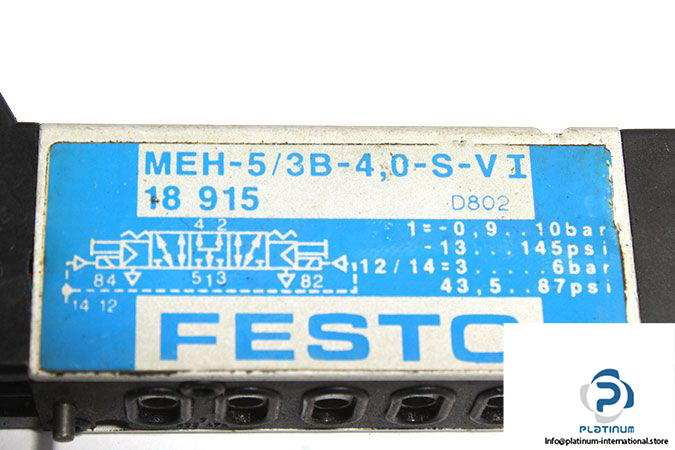 MEH-5/3B-4,0-S-VI
18 915
D802
4 2
84 513 82
14 12
1=-0,9..10bar
-13...145psi
12/14=3.....6bar
43,5..87psi
FESTO
PLATINUM
info@platinum-international.store